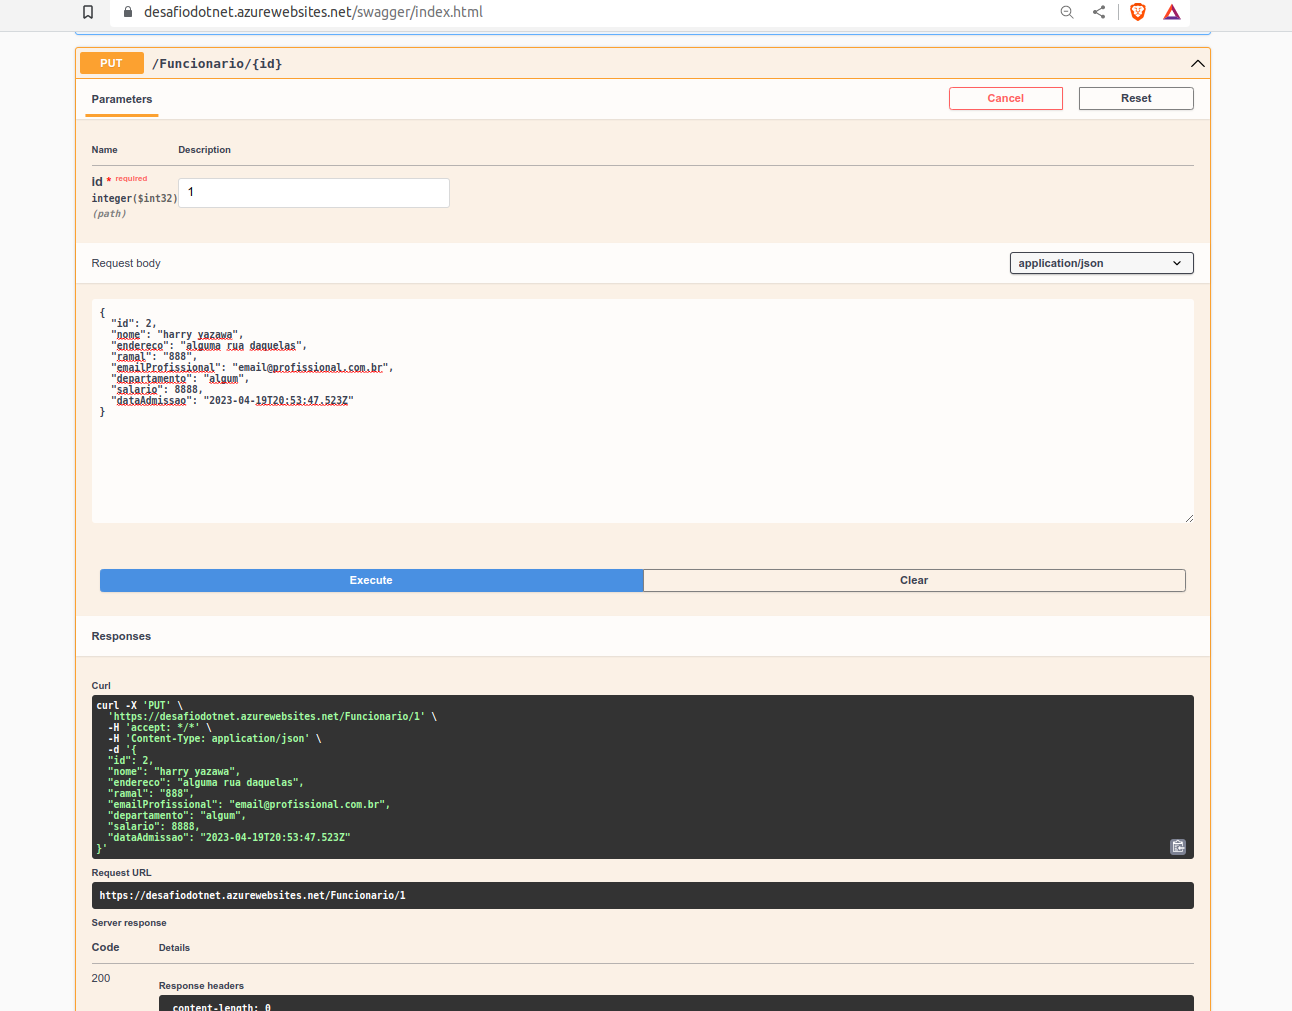 desafiodotnet.azurewebsites.net/swagger/index.html
PUT /Funcionario/{id}
Parameters
Cancel
Reset
Name Description
id * required
integer($int32)
(path)
1
Request body
application/json
{
"id": 2,
"nome": "harry yazawa",
"endereco": "alguma rua daquelas",
"ramal": "888",
"emailProfissional": "email@profissional.com.br",
"departamento": "algum",
"salario": 8888,
"dataAdmissao": "2023-04-19T20:53:47.523Z"
}
Execute
Clear
Responses
Curl
curl -X 'PUT' \
'https://desafiodotnet.azurewebsites.net/Funcionario/1' \
-H 'accept: */*' \
-H 'Content-Type: application/json' \
-d '{
"id": 2,
"nome": "harry yazawa",
"endereco": "alguma rua daquelas",
"ramal": "888",
"emailProfissional": "email@profissional.com.br",
"departamento": "algum",
"salario": 8888,
"dataAdmissao": "2023-04-19T20:53:47.523Z"
}'
Request URL
https://desafiodotnet.azurewebsites.net/Funcionario/1
Server response
Code Details
200
Response headers
content-length: 0